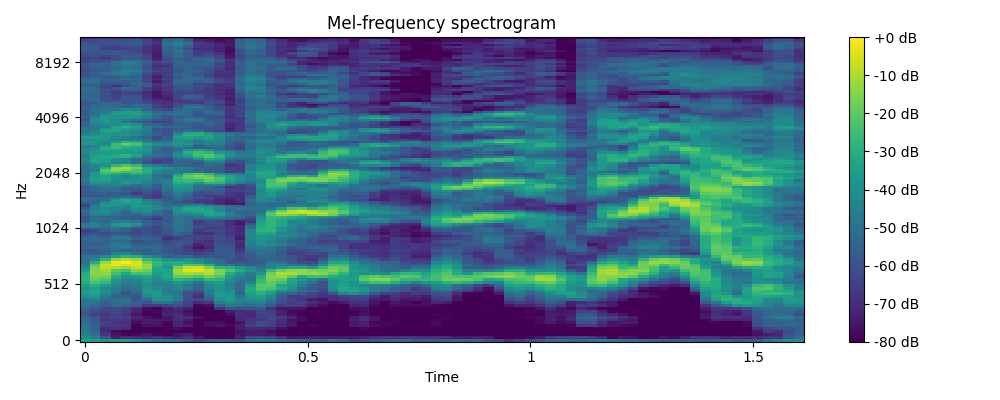 Mel-frequency spectrogram
+0 dB
8192
-10 dB
4096
-20 dB
-30 dB
2048
-40 dB
Hz
-50 dB
1024
-60 dB
512
-70 dB
0
-80 dB
0 0.5 1 1.5
Time